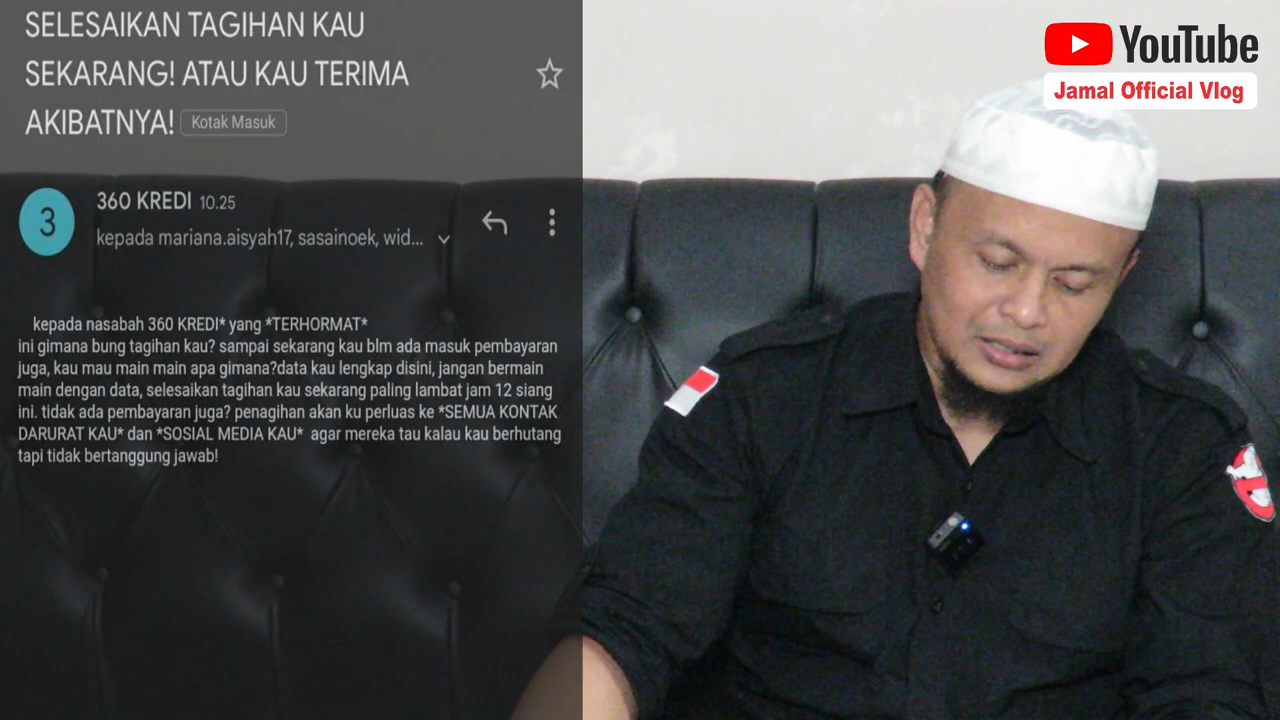 SELESAIKAN TAGIHAN KAU
SEKARANG! ATAU KAU TERIMA
AKIBATNYA! Kotak Masuk
3
360 KREDI 10.25
kepada mariana.aisyah17, sasainoek, wid...
kepada nasabah 360 KREDI* yang *TERHORMAT*
ini gimana bung tagihan kau? sampai sekarang kau blm ada masuk pembayaran
juga, kau mau main main apa gimana?data kau lengkap disini, jangan bermain
main dengan data, selesaikan tagihan kau sekarang paling lambat jam 12 siang
ini. tidak ada pembayaran juga? penagihan akan ku perluas ke *SEMUA KONTAK
DARURAT KAU* dan *SOSIAL MEDIA KAU* agar mereka tau kalau kau berhutang
tapi tidak bertanggung jawab!
YouTube
Jamal Official Vlog